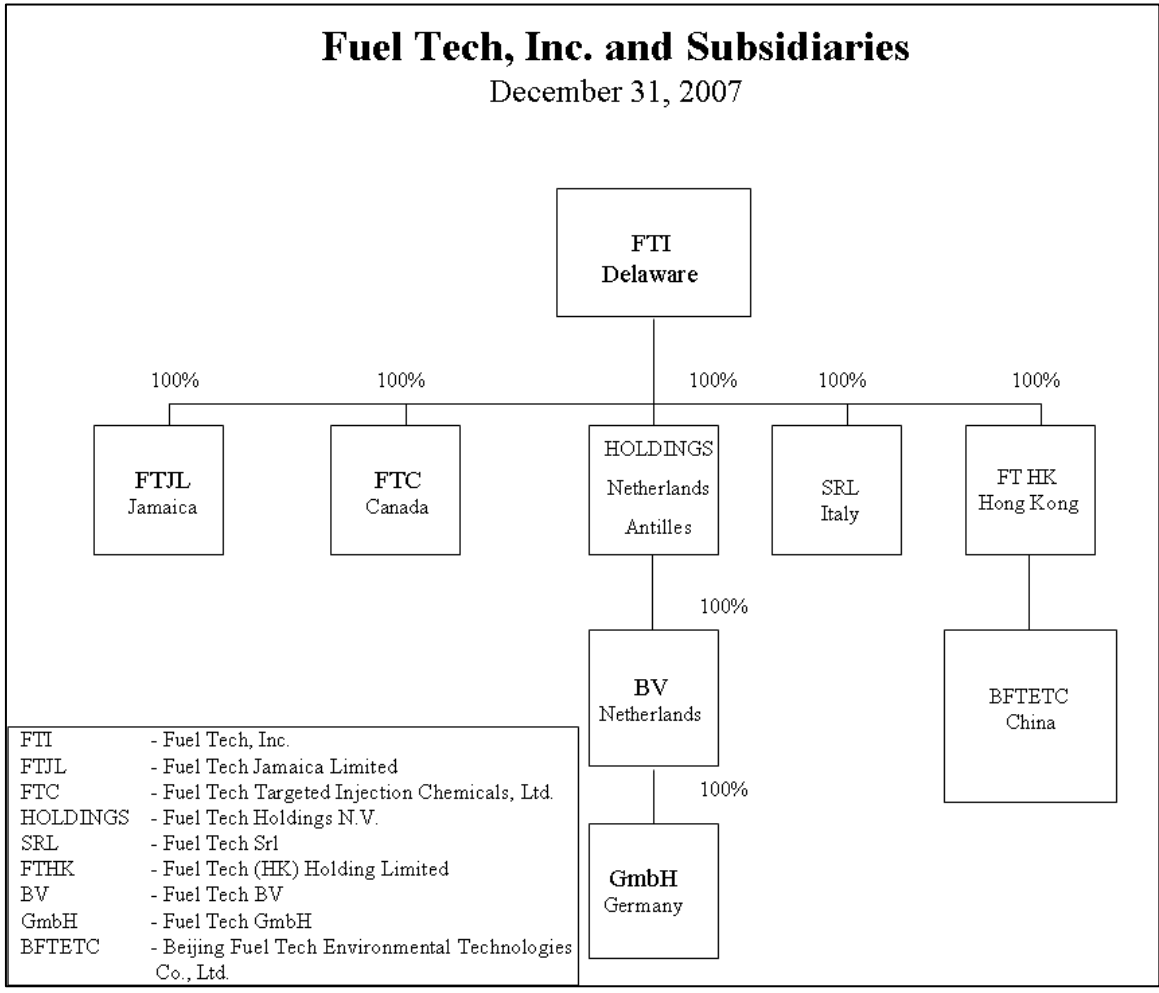 Fuel Tech, Inc. and Subsidiaries
December 31, 2007
FTI
Delaware
100%
100%
100%
100%
100%
FTJL
Jamaica
FTC
Canada
HOLDINGS
Netherlands
Antilles
SRL
Italy
FT HK
Hong Kong
100%
BV
Netherlands
BFTETC
China
100%
GmbH
Germany
FTI - Fuel Tech, Inc.
FTJL - Fuel Tech Jamaica Limited
FTC - Fuel Tech Targeted Injection Chemicals, Ltd.
HOLDINGS - Fuel Tech Holdings N.V.
SRL - Fuel Tech Srl
FTHK - Fuel Tech (HK) Holding Limited
BV - Fuel Tech BV
GmbH - Fuel Tech GmbH
BFTETC - Beijing Fuel Tech Environmental Technologies
Co., Ltd.